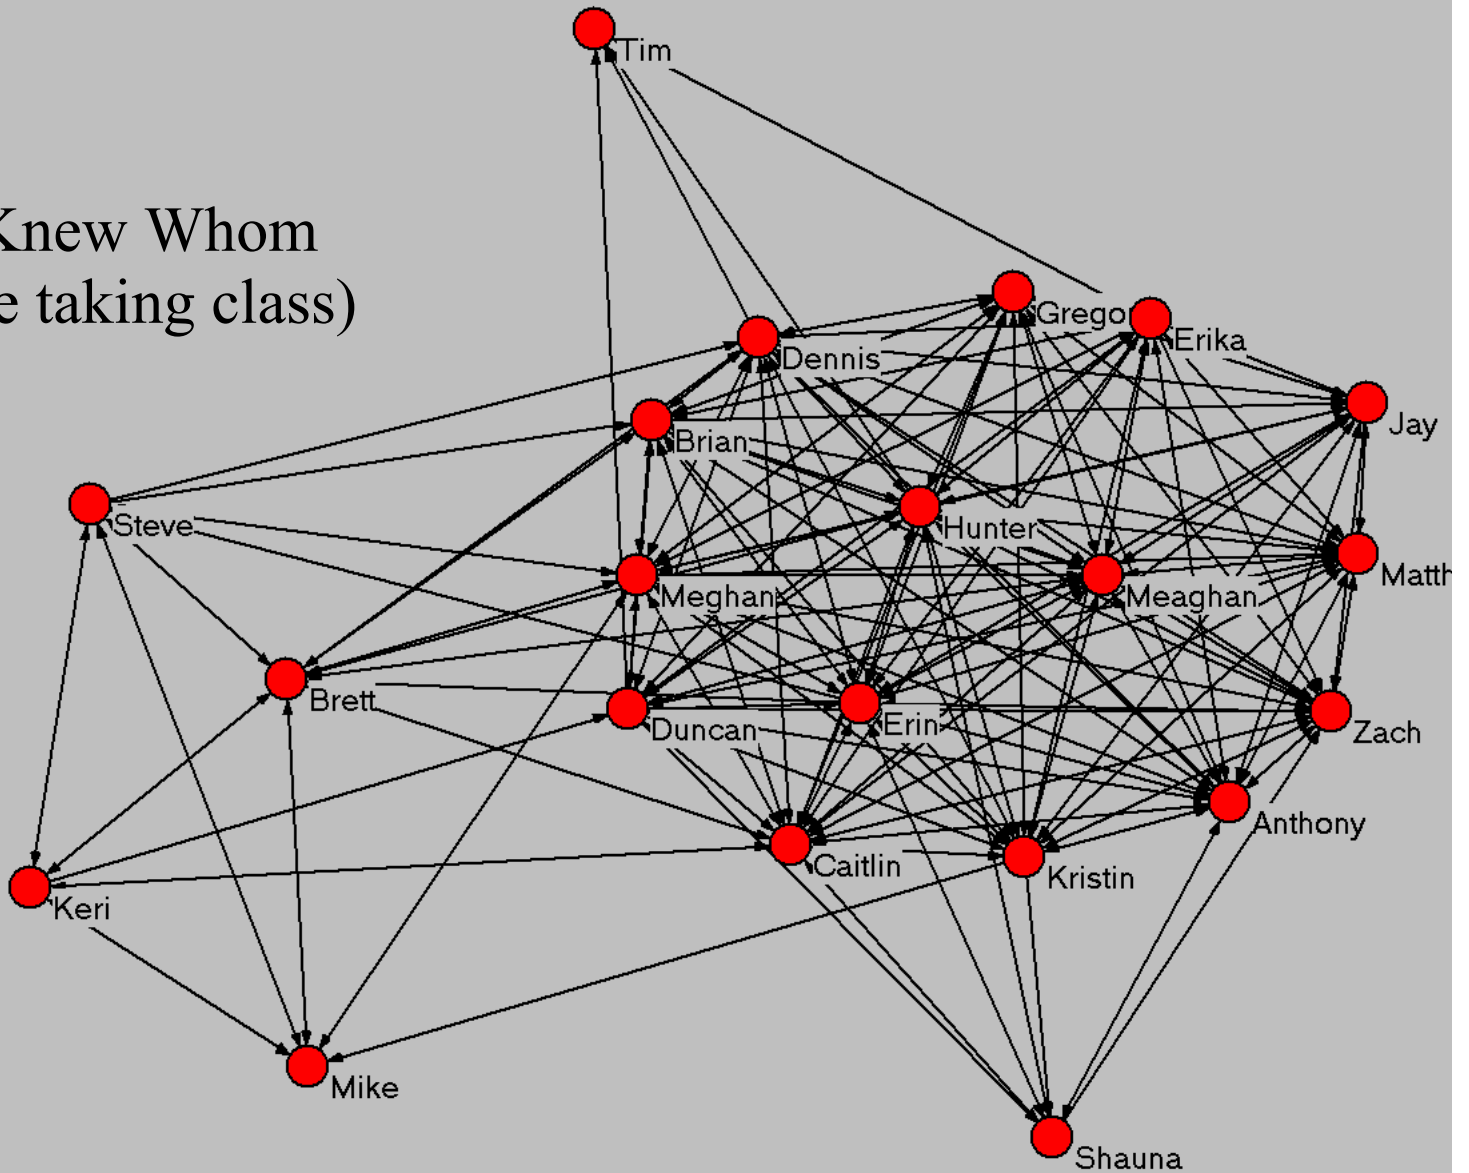 Tim
Knew Whom
e taking class)
Grego
Erika
Dennis
Jay
Brian
Steve
Hunter
Matth
Meghan
Meaghan
Brett
Duncan
Erin
Zach
Anthony
Caitlin
Kristin
Keri
Mike
Shauna